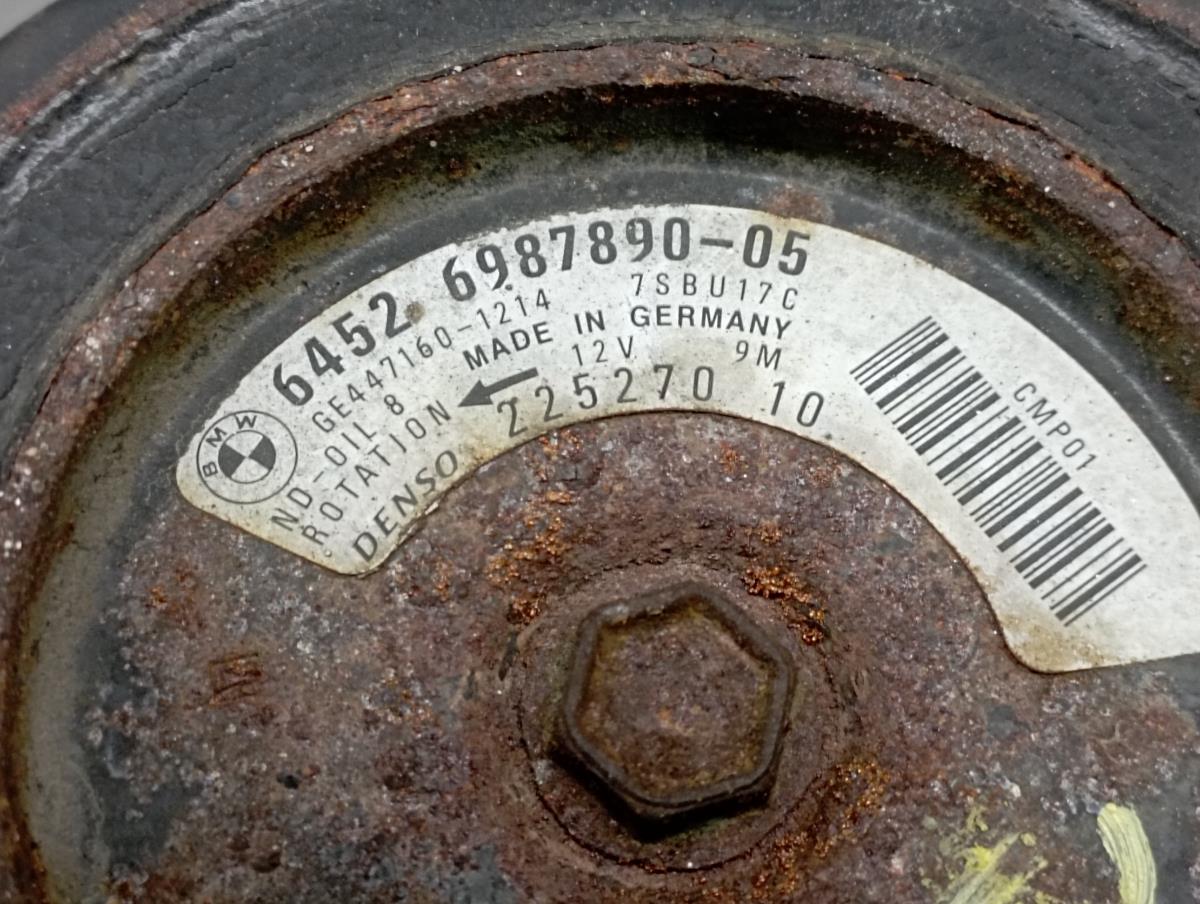 BMW
6452 6987890-05
GE447160-1214 7SBU17C
ND-OIL 8 MADE IN GERMANY
ROTATION 12V 9M
DENSO 225270 10
CMP01